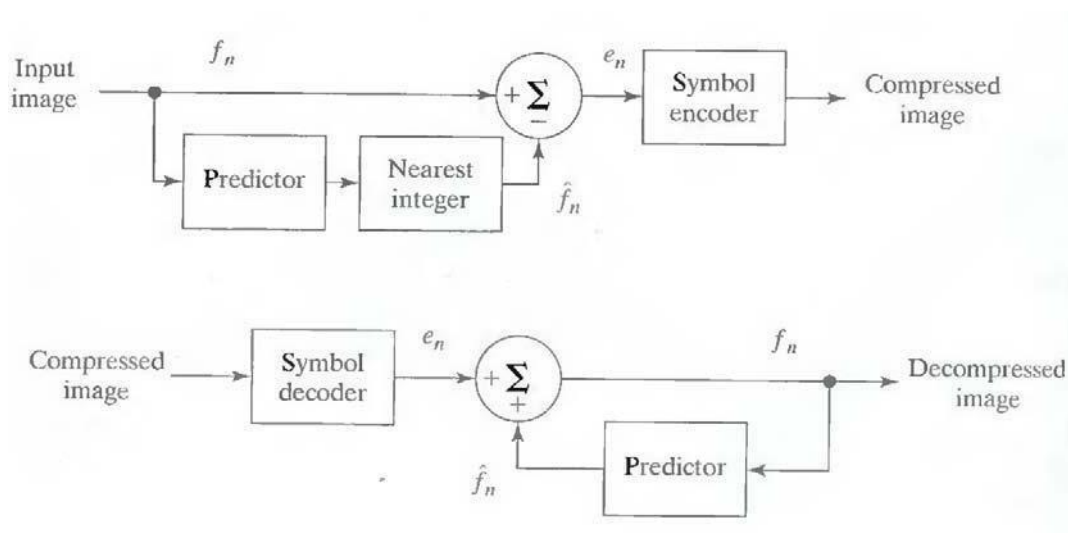 f_n
e_n
Input
image
+ Σ
−
Symbol
encoder
Compressed
image
Predictor
Nearest
integer
f̂_n
Compressed
image
Symbol
decoder
e_n
+ Σ
+
f_n
Decompressed
image
f̂_n
Predictor